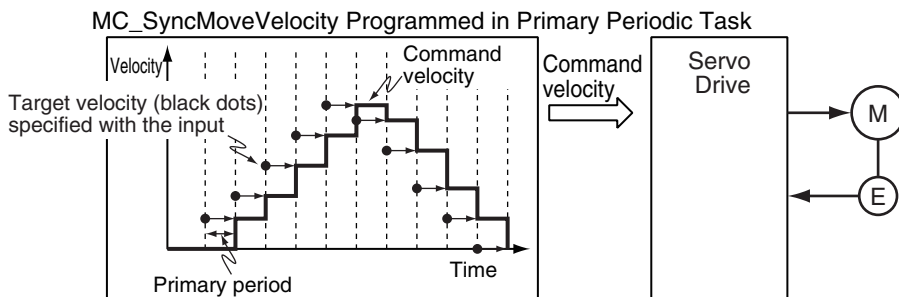 MC_SyncMoveVelocity Programmed in Primary Periodic Task
Velocity
Command
velocity
Target velocity (black dots)
specified with the input
Time
Primary period
Command
velocity
Servo
Drive
M
E